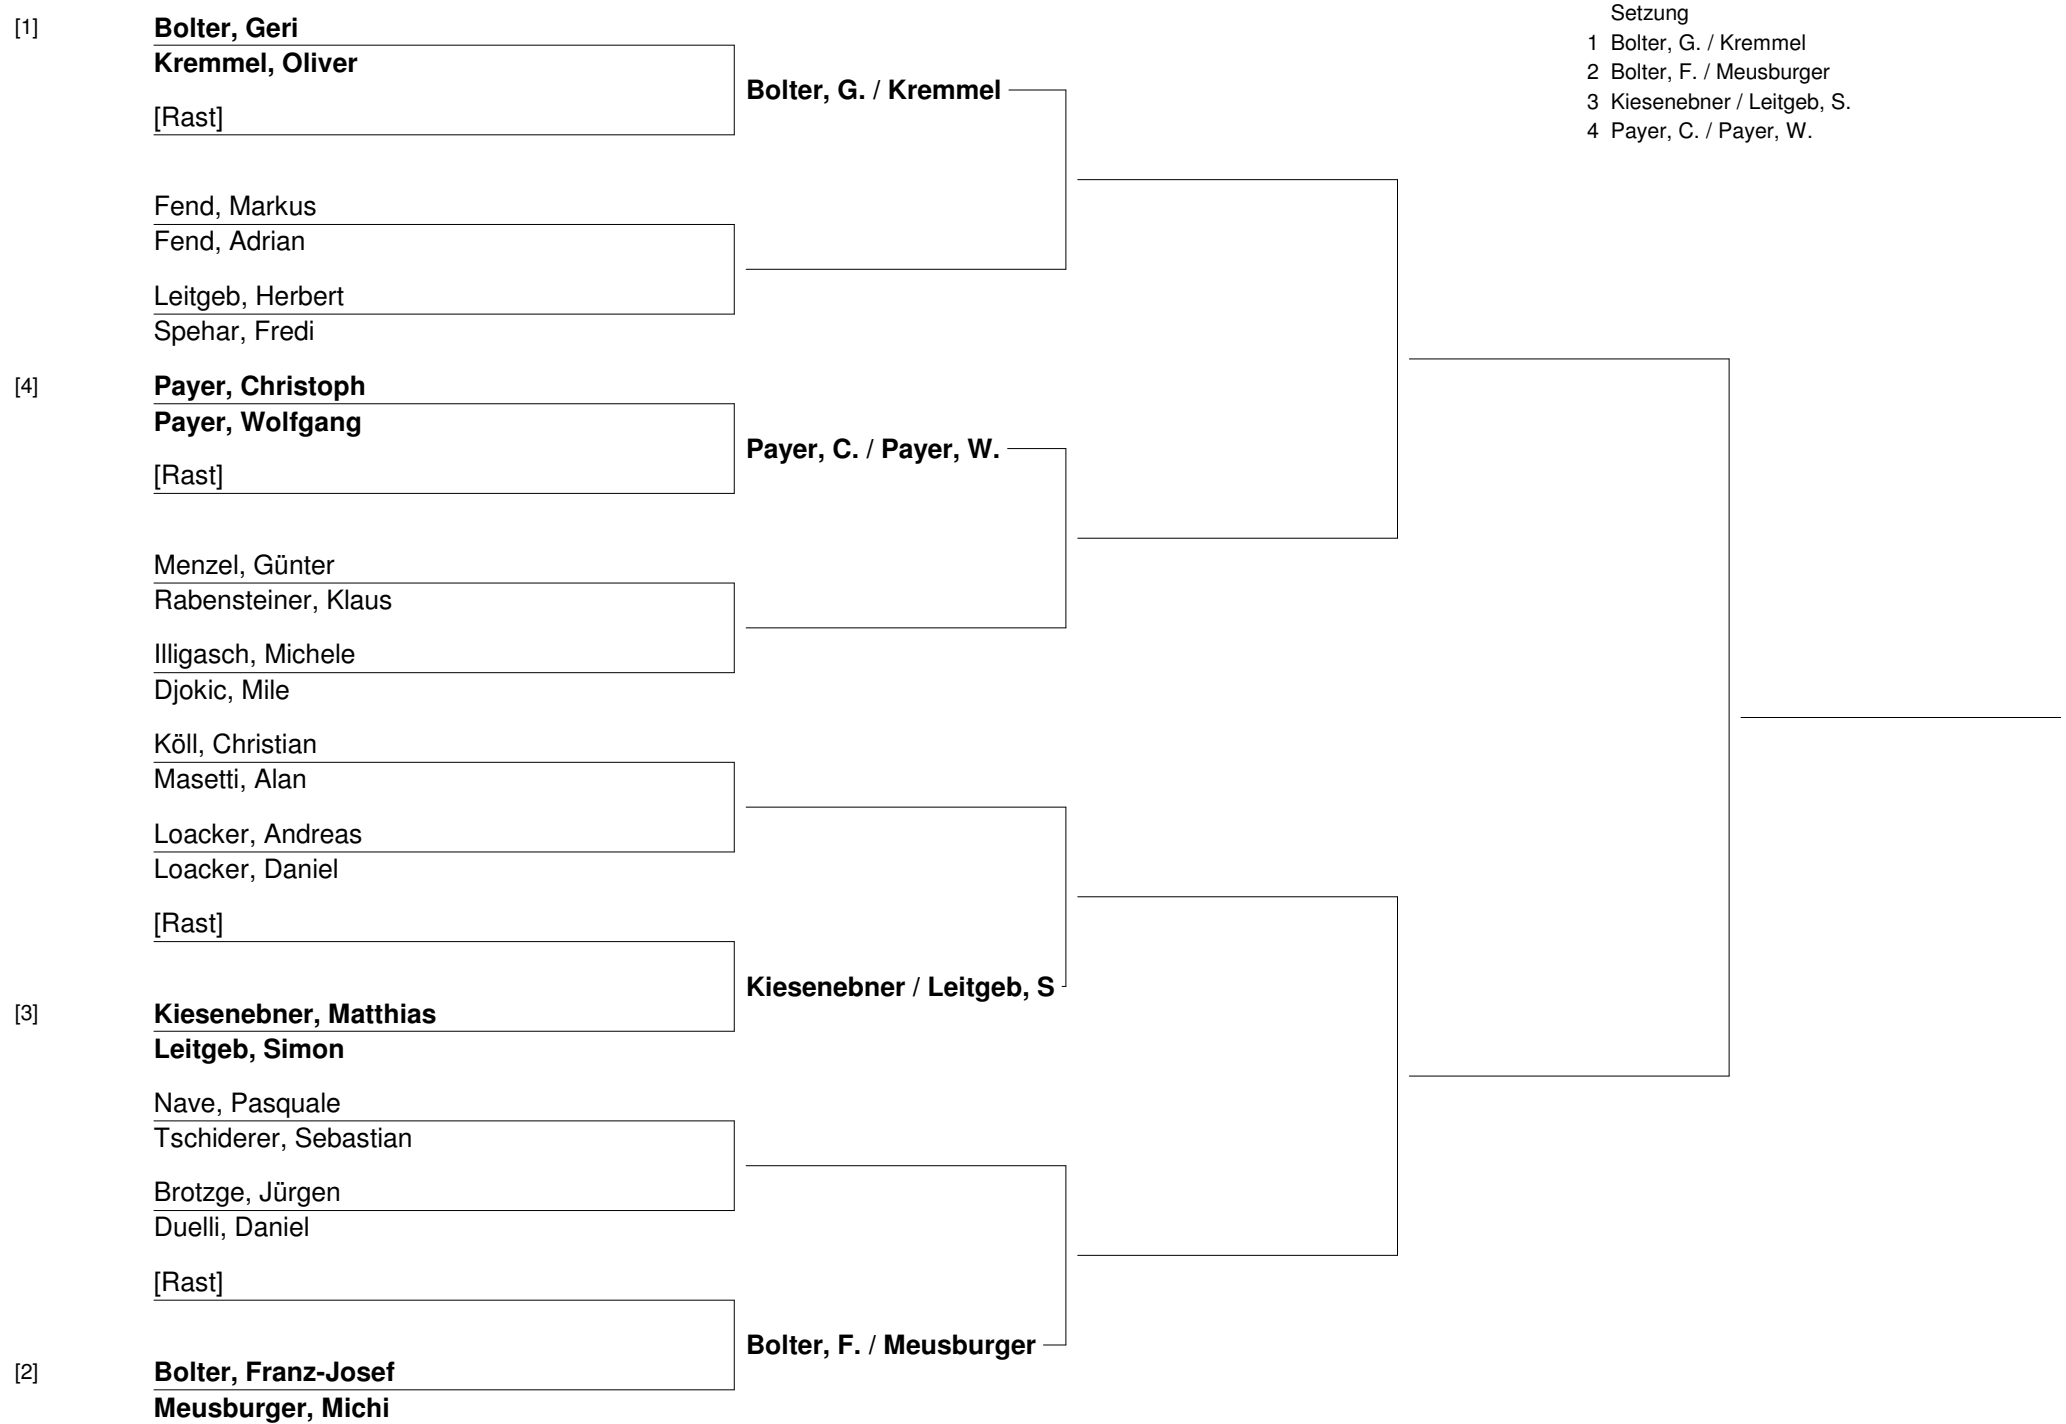 Setzung
1 Bolter, G. / Kremmel
2 Bolter, F. / Meusburger
3 Kiesenebner / Leitgeb, S.
4 Payer, C. / Payer, W.
[1] Bolter, Geri
Kremmel, Oliver
Bolter, G. / Kremmel
[Rast]
Fend, Markus
Fend, Adrian
Leitgeb, Herbert
Spehar, Fredi
[4] Payer, Christoph
Payer, Wolfgang
Payer, C. / Payer, W.
[Rast]
Menzel, Günter
Rabensteiner, Klaus
Illigasch, Michele
Djokic, Mile
Köll, Christian
Masetti, Alan
Loacker, Andreas
Loacker, Daniel
[Rast]
Kiesenebner / Leitgeb, S
[3] Kiesenebner, Matthias
Leitgeb, Simon
Nave, Pasquale
Tschiderer, Sebastian
Brotzge, Jürgen
Duelli, Daniel
[Rast]
Bolter, F. / Meusburger
[2] Bolter, Franz-Josef
Meusburger, Michi